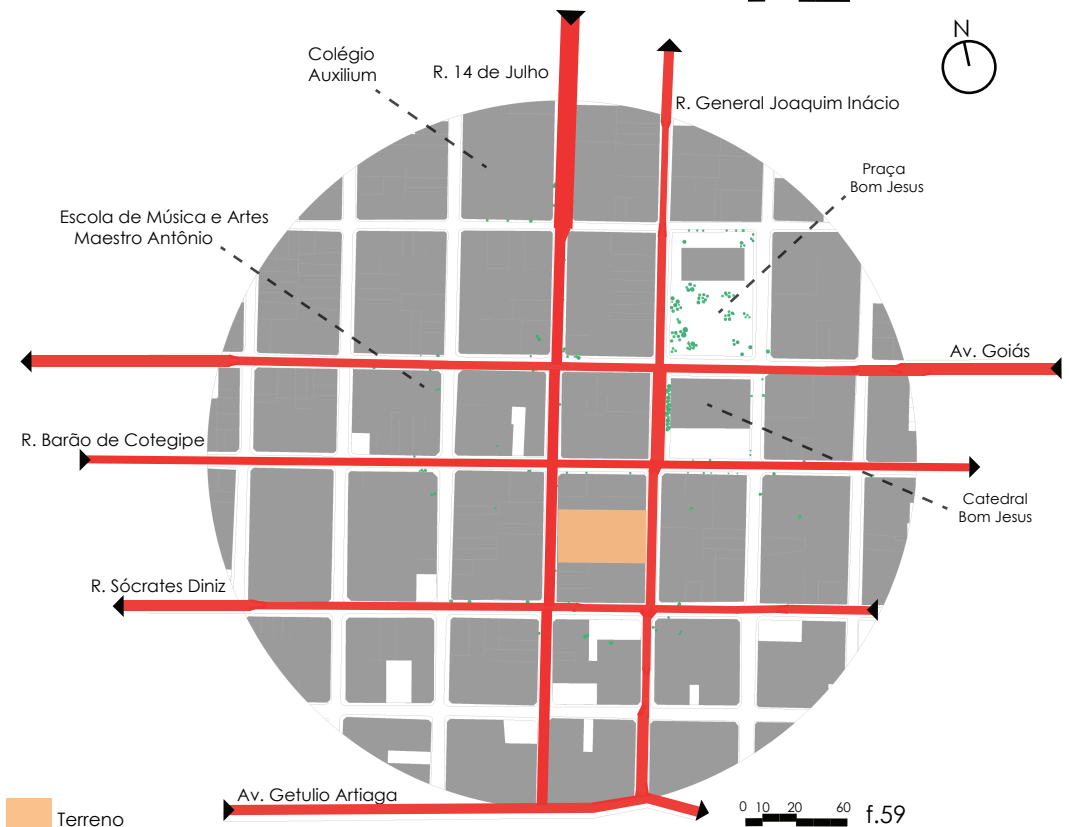 N
Colégio
Auxilium
R. 14 de Julho
R. General Joaquim Inácio
Praça
Bom Jesus
Escola de Música e Artes
Maestro Antônio
Av. Goiás
R. Barão de Cotegipe
Catedral
Bom Jesus
R. Sócrates Diniz
Av. Getulio Artiaga
Terreno
0 10 20 60
f.59